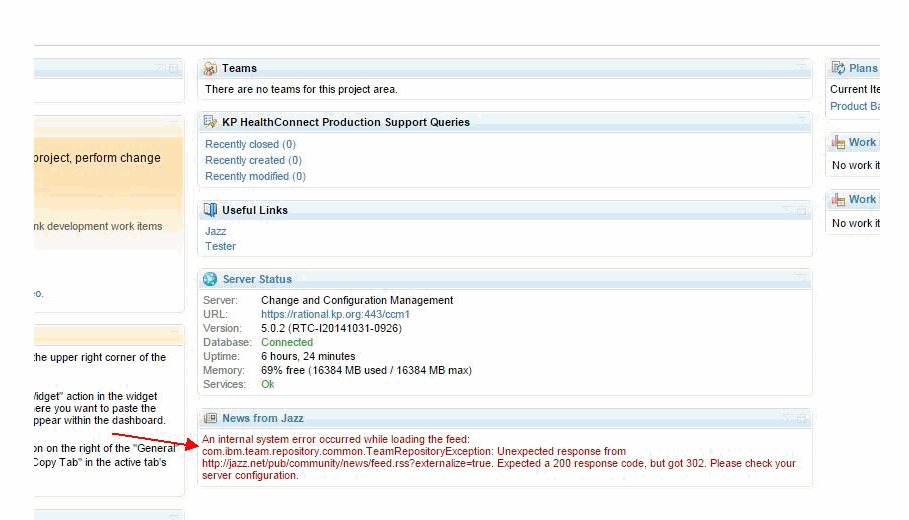 project, perform change
nk development work items
eo.
the upper right corner of the
Widget" action in the widget
here you want to paste the
appear within the dashboard.
on on the right of the "General"
Copy Tab" in the active tab's
Teams
There are no teams for this project area.
KP HealthConnect Production Support Queries
Recently closed (0)
Recently created (0)
Recently modified (0)
Useful Links
Jazz
Tester
Server Status
Server: Change and Configuration Management
URL: https://rational.kp.org:443/ccm1
Version: 5.0.2 (RTC-I20141031-0926)
Database: Connected
Uptime: 6 hours, 24 minutes
Memory: 69% free (16384 MB used / 16384 MB max)
Services: Ok
News from Jazz
An internal system error occurred while loading the feed:
com.ibm.team.repository.common.TeamRepositoryException: Unexpected response from
http://jazz.net/pub/community/news/feed.rss?externalize=true. Expected a 200 response code, but got 302. Please check your
server configuration.
Plans
Current Ite
Product Ba
Work
No work it
Work
No work it